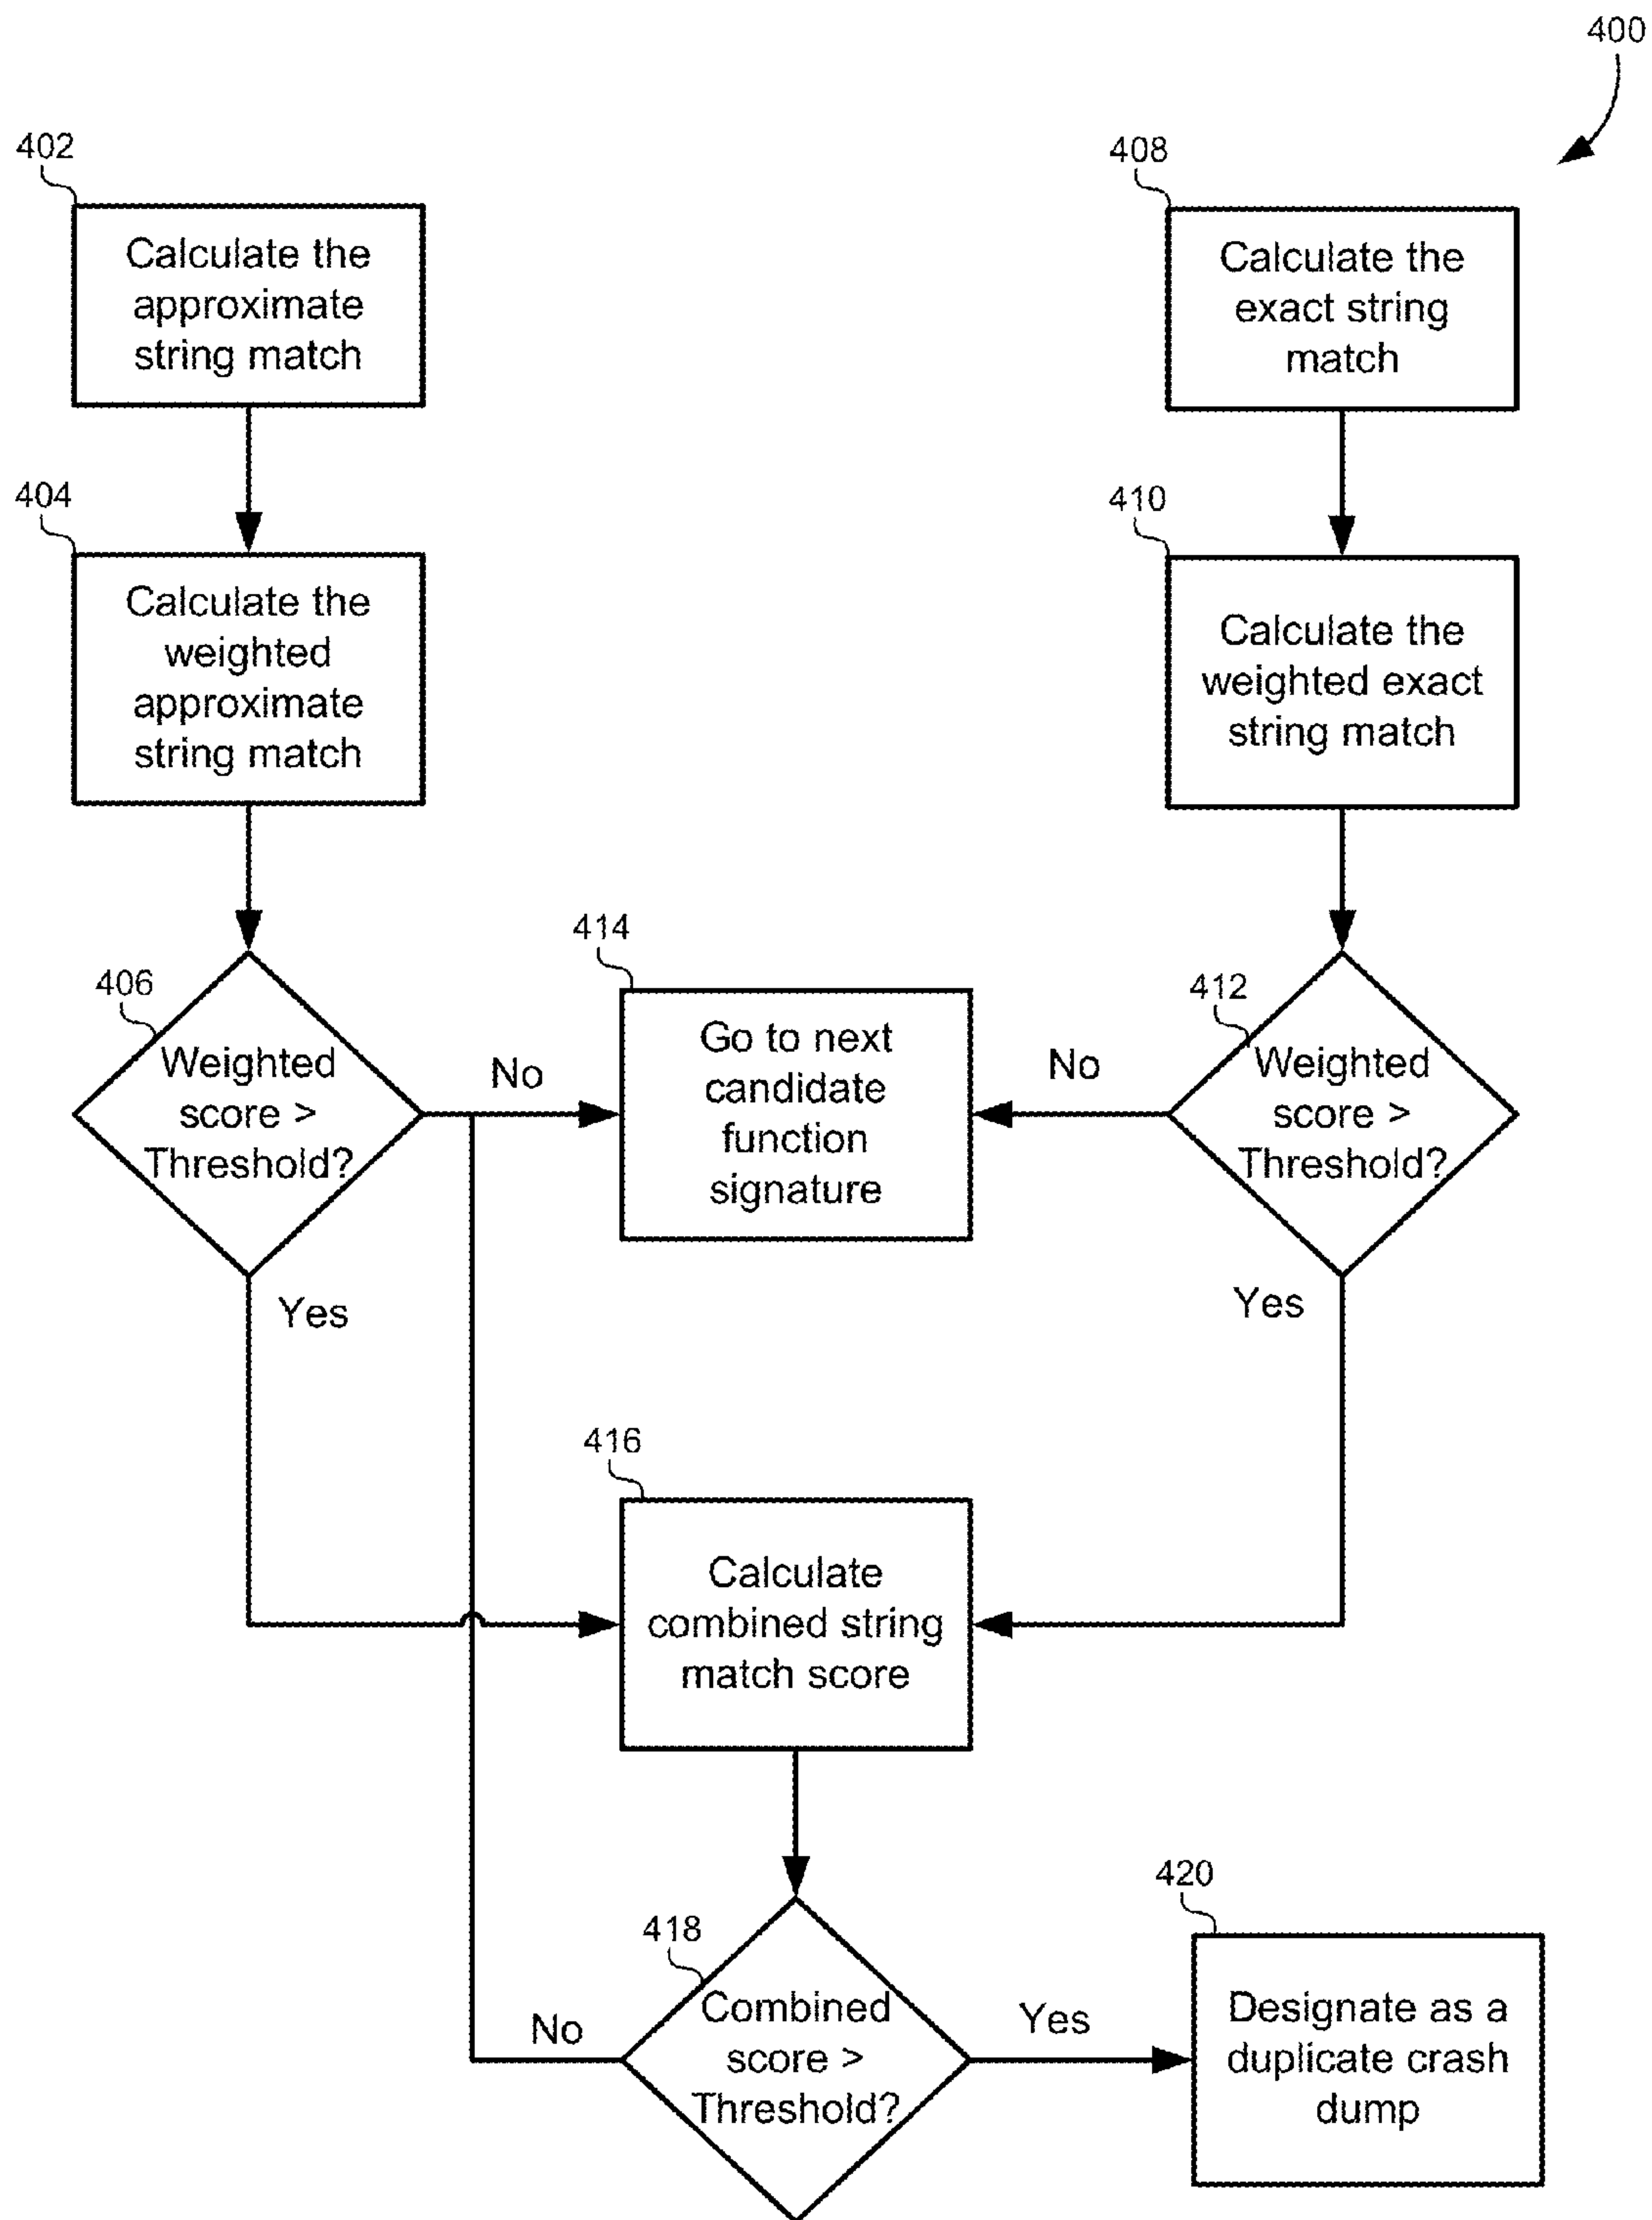 400
402
Calculate the
approximate
string match
408
Calculate the
exact string
match
404
Calculate the
weighted
approximate
string match
410
Calculate the
weighted exact
string match
406
Weighted
score >
Threshold?
No
414
Go to next
candidate
function
signature
No
412
Weighted
score >
Threshold?
Yes
Yes
416
Calculate
combined string
match score
418
Combined
score >
Threshold?
No
Yes
420
Designate as a
duplicate crash
dump